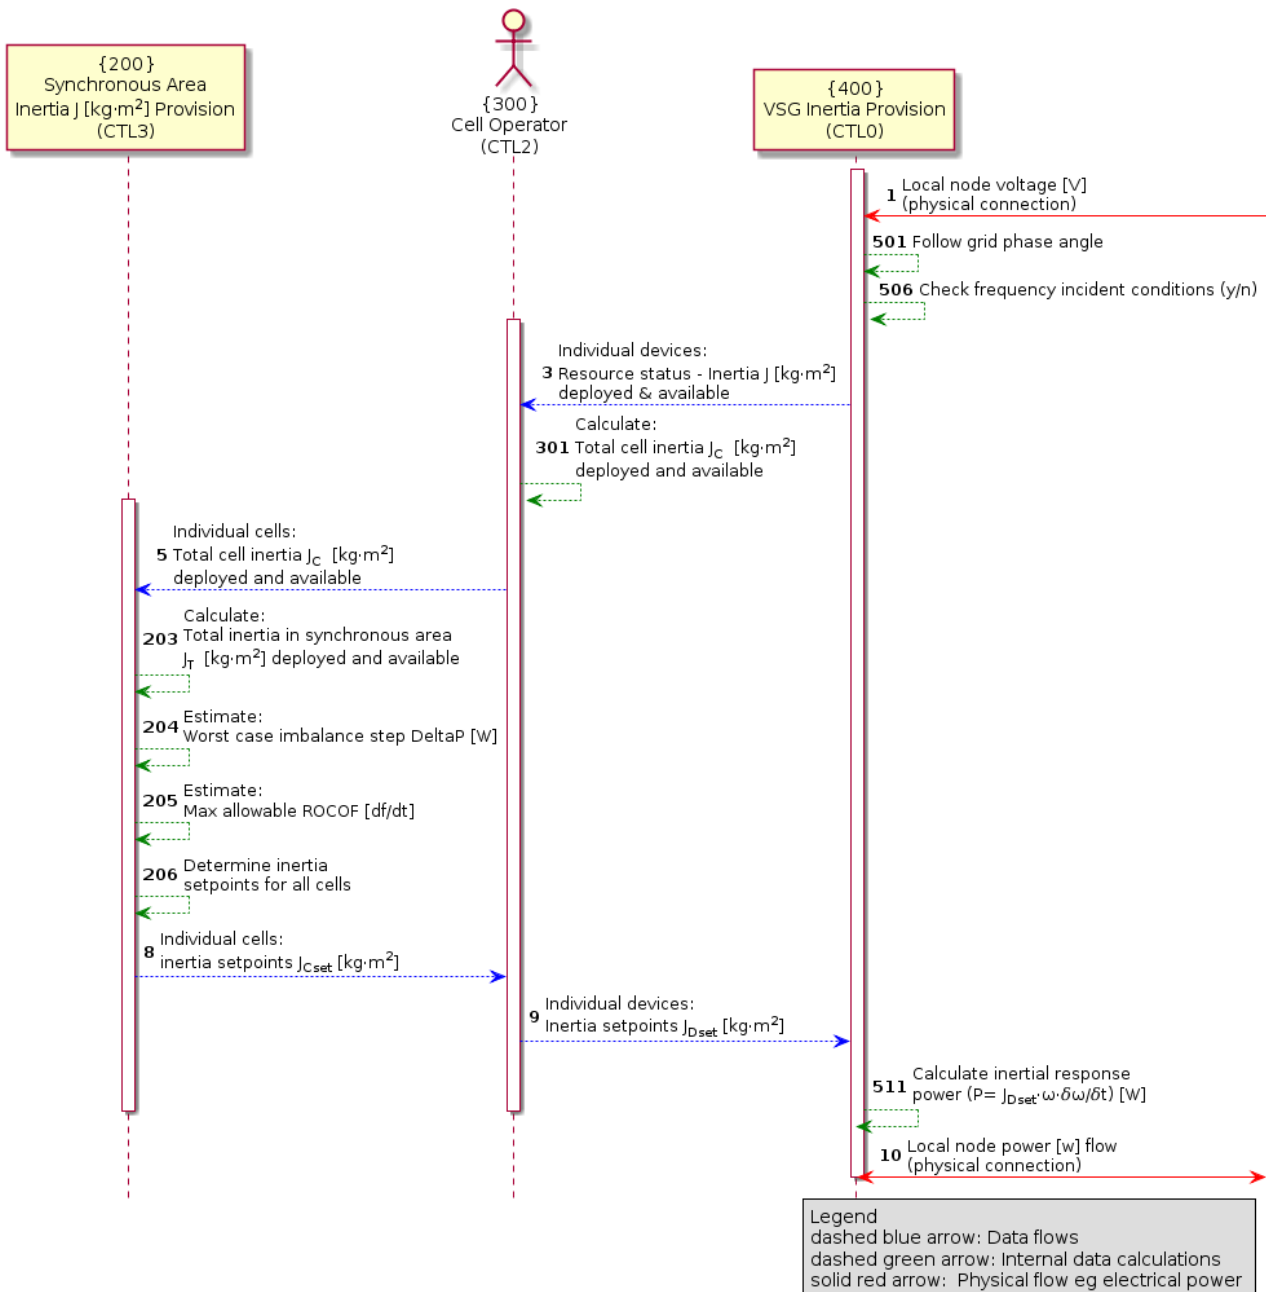 {200}
Synchronous Area
Inertia J [kg·m²] Provision
(CTL3)
{300}
Cell Operator
(CTL2)
{400}
VSG Inertia Provision
(CTL0)
1 Local node voltage [V]
(physical connection)
501 Follow grid phase angle
506 Check frequency incident conditions (y/n)
Individual devices:
3 Resource status - Inertia J [kg·m²]
deployed & available
Calculate:
301 Total cell inertia J_C [kg·m²]
deployed and available
Individual cells:
5 Total cell inertia J_C [kg·m²]
deployed and available
Calculate:
203 Total inertia in synchronous area
J_T [kg·m²] deployed and available
Estimate:
204 Worst case imbalance step DeltaP [W]
Estimate:
205 Max allowable ROCOF [df/dt]
206 Determine inertia
setpoints for all cells
Individual cells:
8 inertia setpoints J_Cset [kg·m²]
Individual devices:
9 Inertia setpoints J_Dset [kg·m²]
511 Calculate inertial response
power (P= J_Dset·ω·δω/δt) [W]
10 Local node power [w] flow
(physical connection)
Legend
dashed blue arrow: Data flows
dashed green arrow: Internal data calculations
solid red arrow: Physical flow eg electrical power